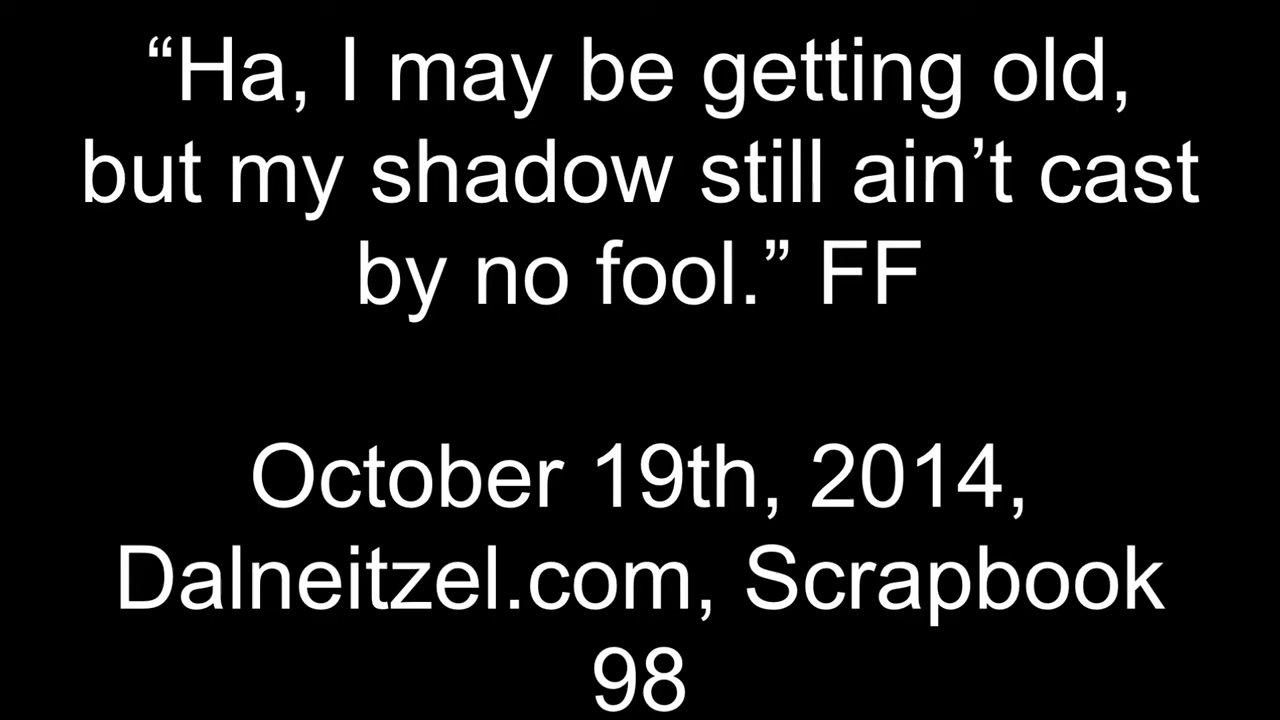 “Ha, I may be getting old,
but my shadow still ain’t cast
by no fool.” FF
October 19th, 2014,
Dalneitzel.com, Scrapbook
98